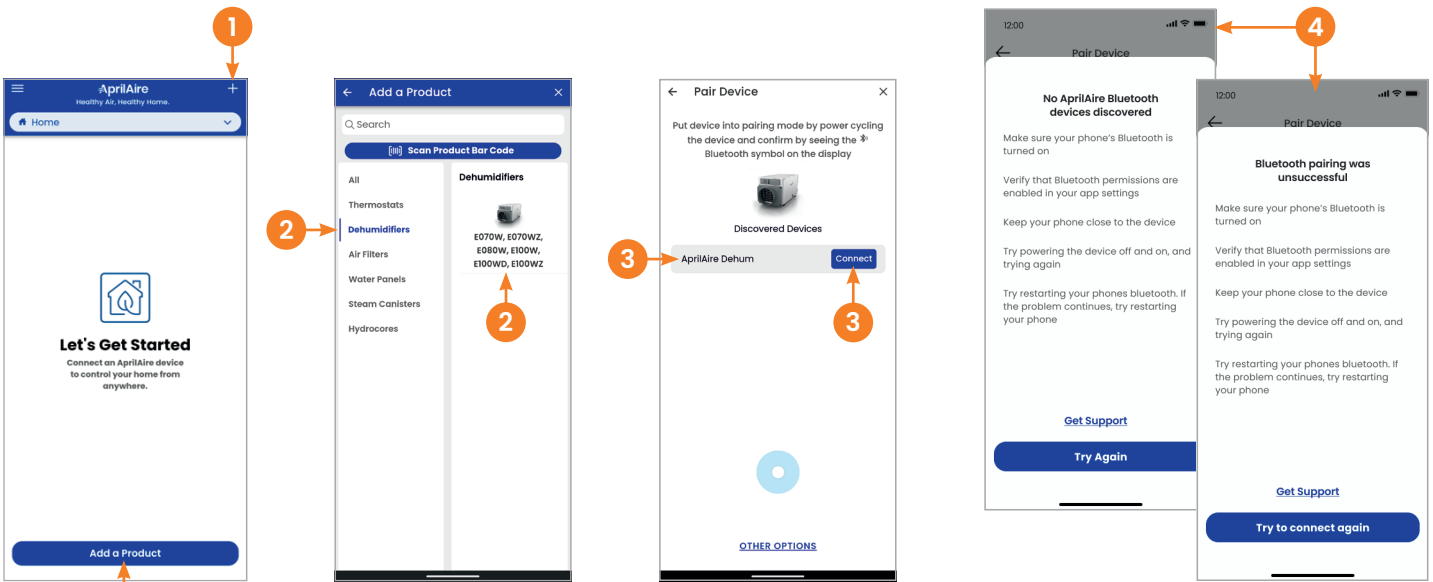 1
AprilAire
Healthy Air, Healthy Home.
Home
Let's Get Started
Connect an AprilAire device
to control your home from
anywhere.
Add a Product
Add a Product
Search
Scan Product Bar Code
All
Thermostats
Dehumidifiers
Air Filters
Water Panels
Steam Canisters
Hydrocores
Dehumidifiers
E070W, E070WZ,
E080W, E100W,
E100WD, E100WZ
2
2
Pair Device
Put device into pairing mode by power cycling
the device and confirm by seeing the
Bluetooth symbol on the display
Discovered Devices
AprilAire Dehum
Connect
3
3
OTHER OPTIONS
4
12:00
Pair Device
No AprilAire Bluetooth
devices discovered
Make sure your phone's Bluetooth is
turned on
Verify that Bluetooth permissions are
enabled in your app settings
Keep your phone close to the device
Try powering the device off and on, and
trying again
Try restarting your phones bluetooth. If
the problem continues, try restarting
your phone
Get Support
Try Again
12:00
Pair Device
Bluetooth pairing was
unsuccessful
Make sure your phone's Bluetooth is
turned on
Verify that Bluetooth permissions are
enabled in your app settings
Keep your phone close to the device
Try powering the device off and on, and
trying again
Try restarting your phones bluetooth. If
the problem continues, try restarting
your phone
Get Support
Try to connect again